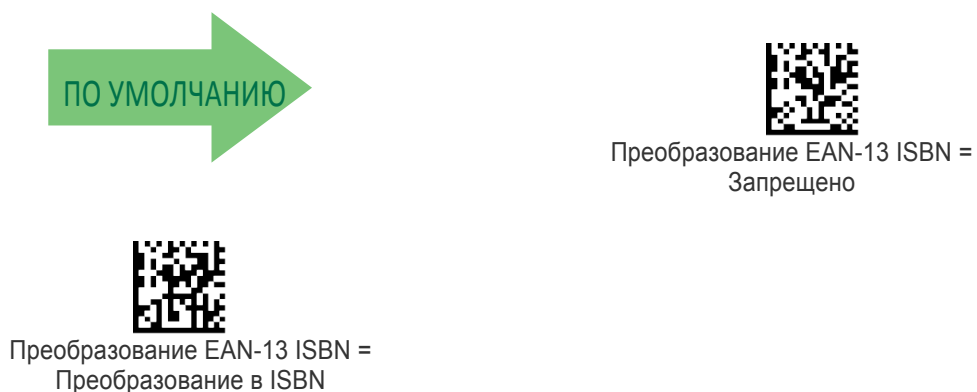 ПО УМОЛЧАНИЮ
Преобразование EAN-13 ISBN =
Запрещено
Преобразование EAN-13 ISBN =
Преобразование в ISBN